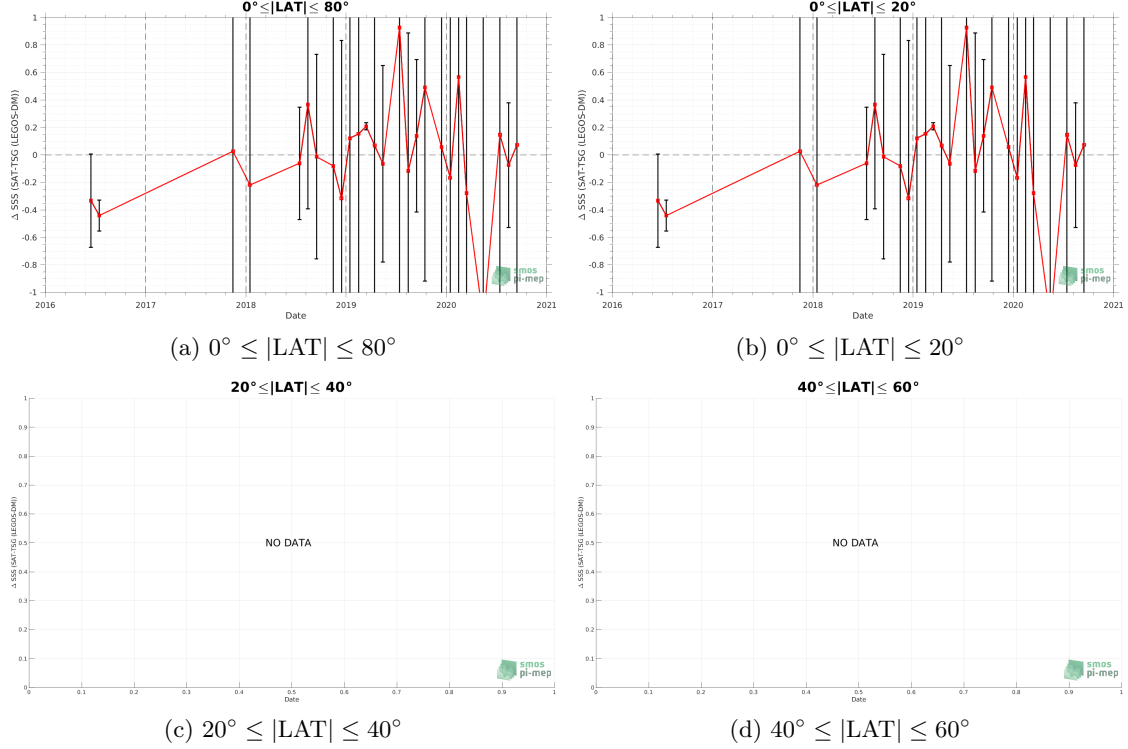 0°≤|LAT|≤ 80°
Δ SSS (SAT-TSG (LEGOS-DM))
1
0.8
0.6
0.4
0.2
0
-0.2
-0.4
-0.6
-0.8
-1
2016 2017 2018 2019 2020 2021
Date
smos
pi-mep
(a) 0° ≤ |LAT| ≤ 80°
0°≤|LAT|≤ 20°
Δ SSS (SAT-TSG (LEGOS-DM))
1
0.8
0.6
0.4
0.2
0
-0.2
-0.4
-0.6
-0.8
-1
2016 2017 2018 2019 2020 2021
Date
smos
pi-mep
(b) 0° ≤ |LAT| ≤ 20°
20°≤|LAT|≤ 40°
Δ SSS (SAT-TSG (LEGOS-DM))
1
0.9
0.8
0.7
0.6
0.5
0.4
0.3
0.2
0.1
0
NO DATA
0 0.1 0.2 0.3 0.4 0.5 0.6 0.7 0.8 0.9 1
Date
smos
pi-mep
(c) 20° ≤ |LAT| ≤ 40°
40°≤|LAT|≤ 60°
Δ SSS (SAT-TSG (LEGOS-DM))
1
0.9
0.8
0.7
0.6
0.5
0.4
0.3
0.2
0.1
0
NO DATA
0 0.1 0.2 0.3 0.4 0.5 0.6 0.7 0.8 0.9 1
Date
smos
pi-mep
(d) 40° ≤ |LAT| ≤ 60°